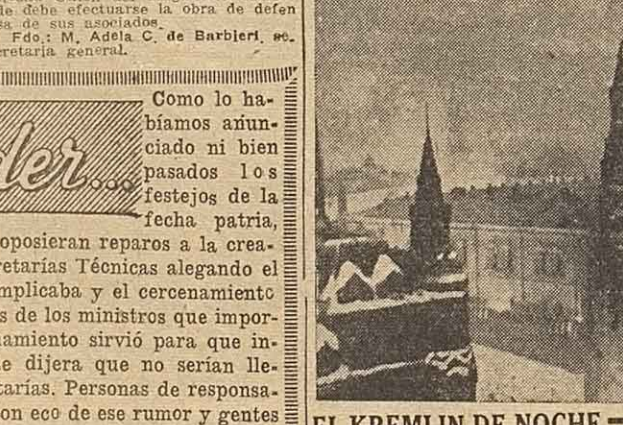 de debe efectuarse la obra de defen
sa de sus asociados.
Fdo.: M. Adela C. de Barbieri, se.
cretaria general.
der...
Como lo ha-
bíamos anun-
ciado ni bien
pasados los
festejos de la
fecha patria,
oposieran reparos a la crea-
retarías Técnicas alegando el
mplicaba y el cercenamiento
s de los ministros que impor-
namiento sirvió para que in-
e dijera que no serían lle-
tarías. Personas de responsa-
on eco de ese rumor y gentes
EL KREMLIN DE NOCHE